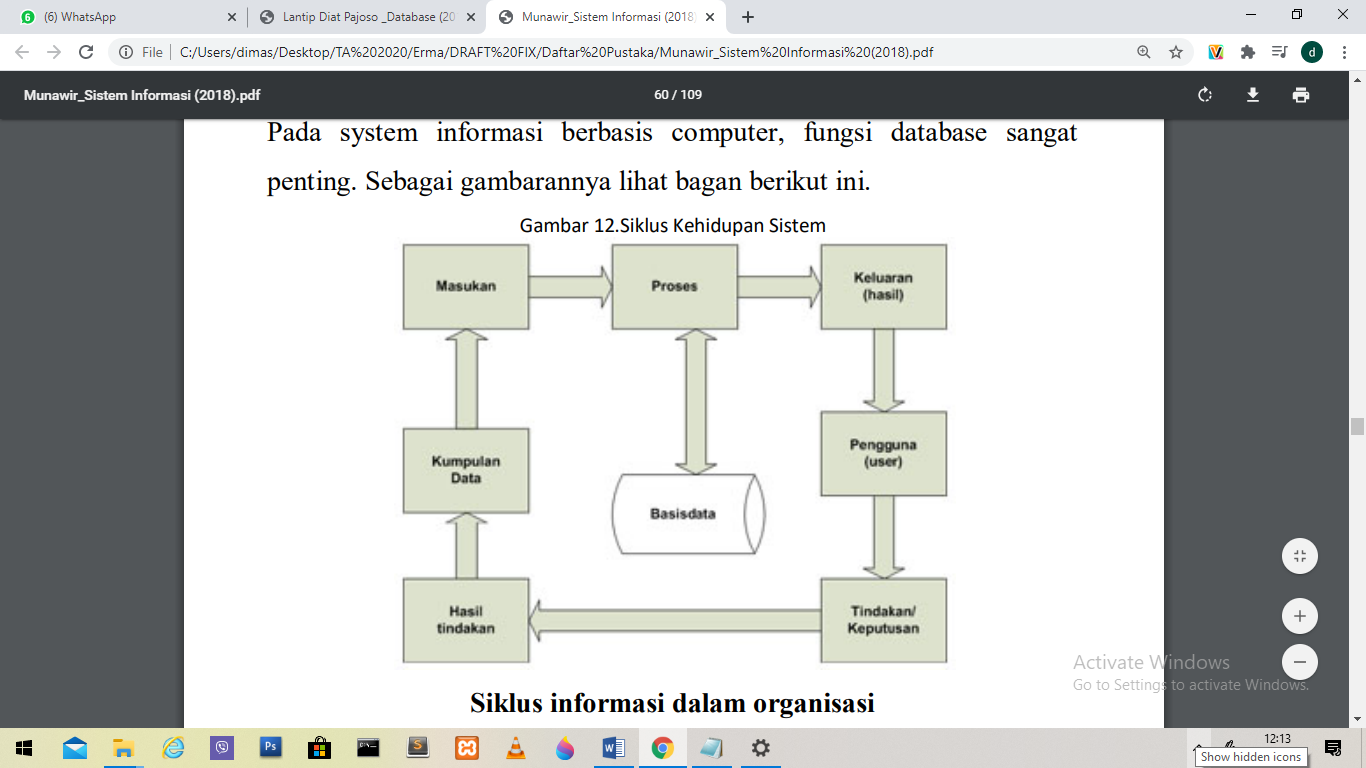 (6) WhatsApp
Lantip Diat Pajoso _Database (20
Munawir_Sistem Informasi (2018
File
C:/Users/dimas/Desktop/TA%202020/Erma/DRAFT%20FIX/Daftar%20Pustaka/Munawir_Sistem%20Informasi%20(2018).pdf
d
Munawir_Sistem Informasi (2018).pdf
60 / 109
Pada system informasi berbasis computer, fungsi database sangat
penting. Sebagai gambarannya lihat bagan berikut ini.
Gambar 12.Siklus Kehidupan Sistem
Masukan
Proses
Keluaran
(hasil)
Kumpulan
Data
Basisdata
Pengguna
(user)
Hasil
tindakan
Tindakan/
Keputusan
Siklus informasi dalam organisasi
Activate Windows
Go to Settings to activate Windows.
Ps
S
W
12:13
Show hidden icons